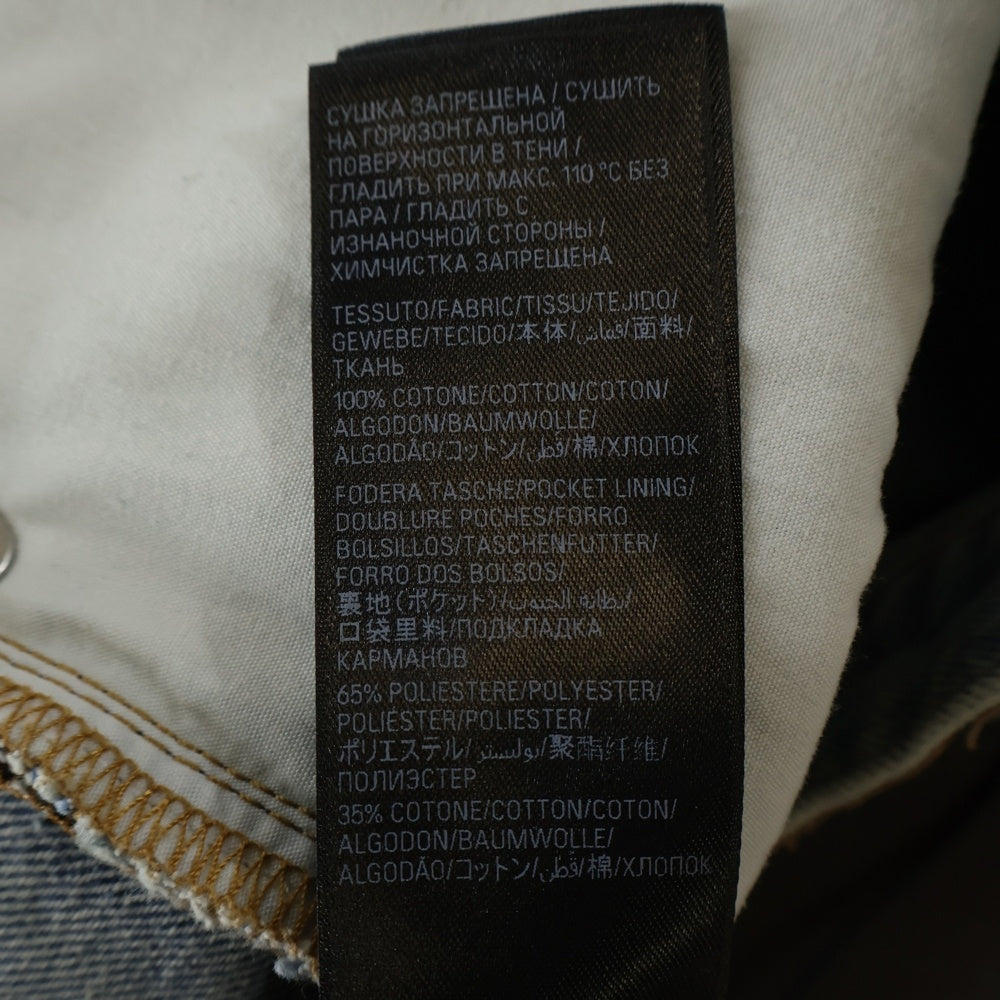 СУШКА ЗАПРЕЩЕНА / СУШИТЬ
НА ГОРИЗОНТАЛЬНОЙ
ПОВЕРХНОСТИ В ТЕНИ /
ГЛАДИТЬ ПРИ МАКС. 110 °C БЕЗ
ПАРА / ГЛАДИТЬ С
ИЗНАНОЧНОЙ СТОРОНЫ /
ХИМЧИСТКА ЗАПРЕЩЕНА
TESSUTO/FABRIC/TISSU/TEJIDO/
GEWEBE/TECIDO/本体/قماش/面料/
ТКАНЬ
100% COTONE/COTTON/COTON/
ALGODON/BAUMWOLLE/
ALGODÃO/コットン/قطن/棉/ХЛОПОК
FODERA TASCHE/POCKET LINING/
DOUBLURE POCHES/FORRO
BOLSILLOS/TASCHENFUTTER/
FORRO DOS BOLSOS/
裏地(ポケット)/بطانة الجيوب/
口袋里料/ПОДКЛАДКА
КАРМАНОВ
65% POLIESTERE/POLYESTER/
POLIÉSTER/POLIESTER/
ポリエステル/بوليستر/聚酯纤维/
ПОЛИЭСТЕР
35% COTONE/COTTON/COTON/
ALGODON/BAUMWOLLE/
ALGODÃO/コットン/قطن/棉/ХЛОПОК